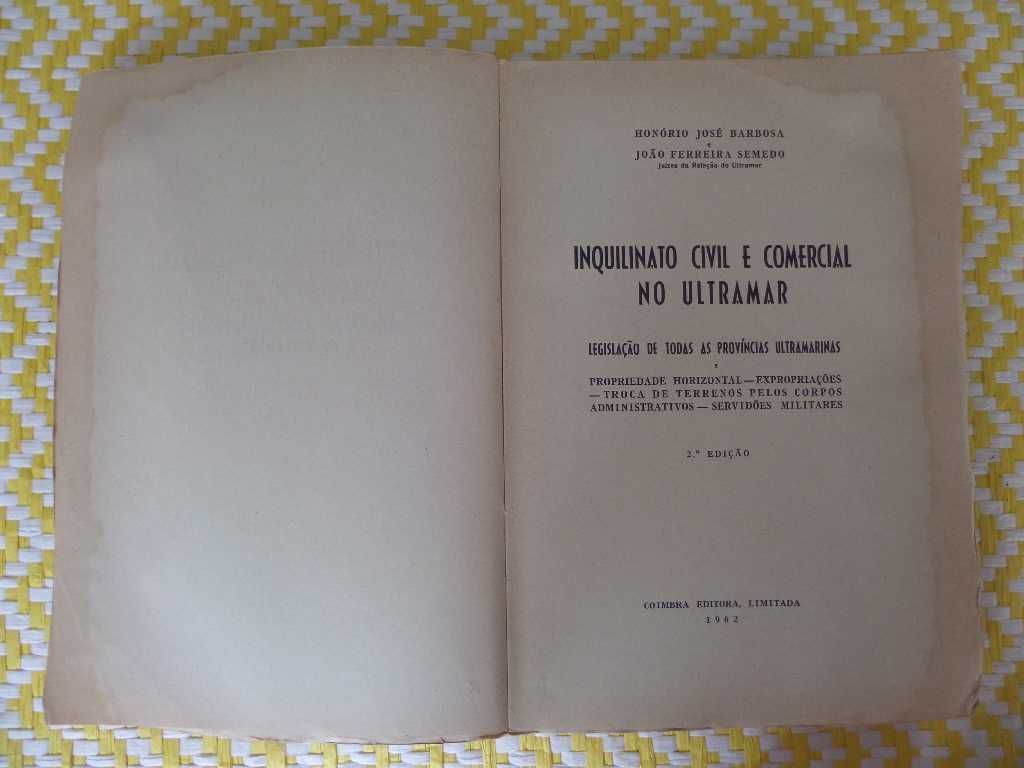 HONÓRIO JOSÉ BARBOSA
e
JOÃO FERREIRA SEMEDO
Juízes da Relação do Ultramar
INQUILINATO CIVIL E COMERCIAL
NO ULTRAMAR
LEGISLAÇÃO DE TODAS AS PROVÍNCIAS ULTRAMARINAS
E
PROPRIEDADE HORIZONTAL — EXPROPRIAÇÕES
— TROCA DE TERRENOS PELOS CORPOS
ADMINISTRATIVOS — SERVIDÕES MILITARES
2.ª EDIÇÃO
COIMBRA EDITORA, LIMITADA
1962